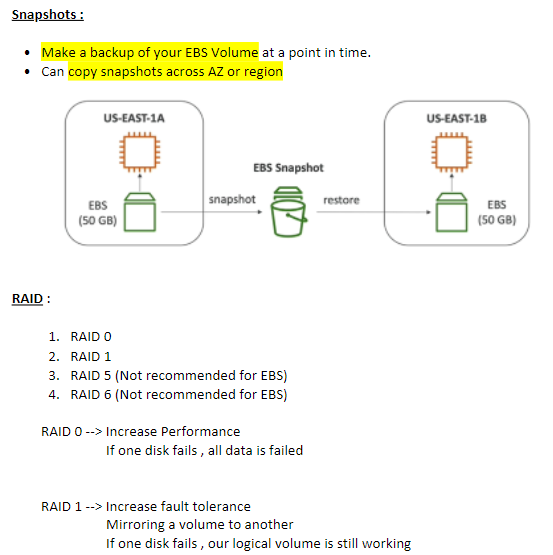 Snapshots :
• Make a backup of your EBS Volume at a point in time.
• Can copy snapshots across AZ or region
US-EAST-1A
US-EAST-1B
EBS Snapshot
snapshot
restore
EBS
(50 GB)
EBS
(50 GB)
RAID :
1. RAID 0
2. RAID 1
3. RAID 5 (Not recommended for EBS)
4. RAID 6 (Not recommended for EBS)
RAID 0 --> Increase Performance
If one disk fails , all data is failed
RAID 1 --> Increase fault tolerance
Mirroring a volume to another
If one disk fails , our logical volume is still working